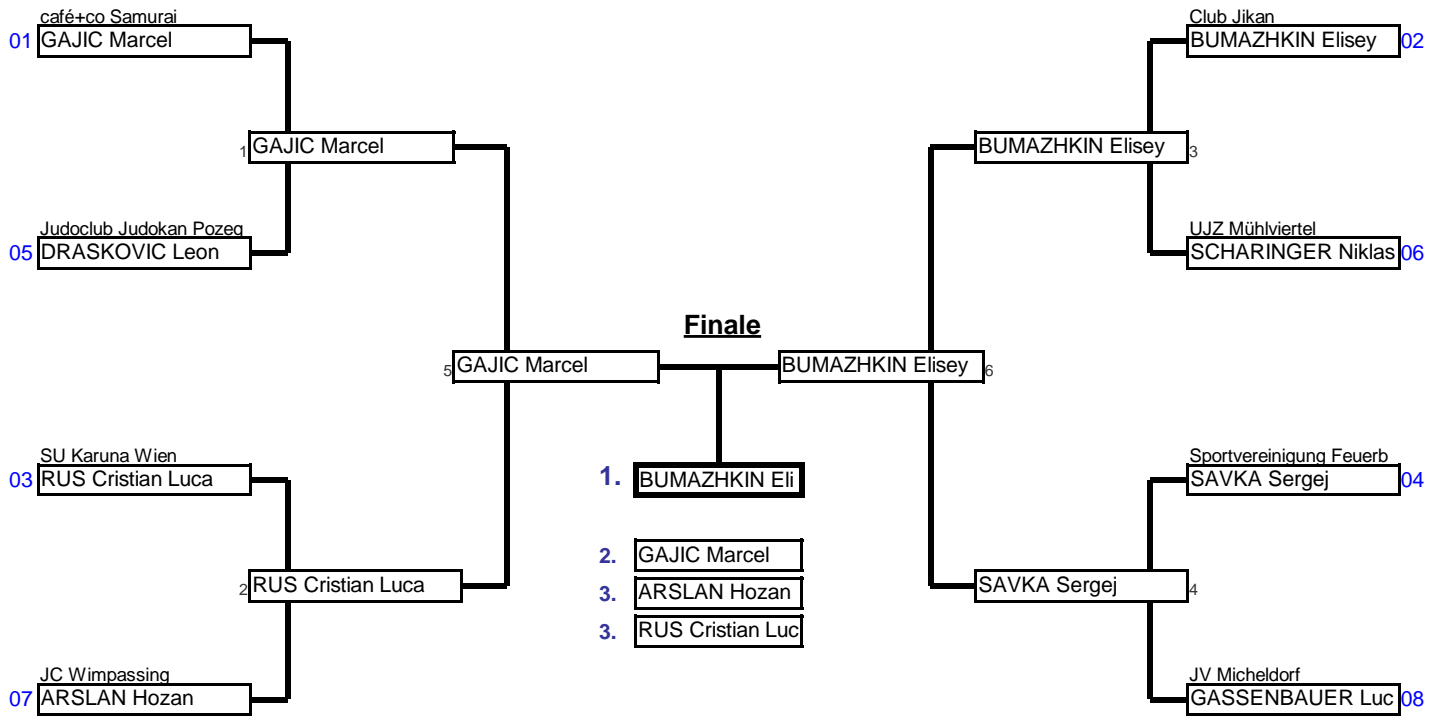 café+co Samurai
01 GAJIC Marcel
Club Jikan
BUMAZHKIN Elisey 02
1 GAJIC Marcel
BUMAZHKIN Elisey 3
Judoclub Judokan Pozeg
05 DRASKOVIC Leon
UJZ Mühlviertel
SCHARINGER Niklas 06
Finale
5 GAJIC Marcel
BUMAZHKIN Elisey 6
SU Karuna Wien
03 RUS Cristian Luca
1. BUMAZHKIN Eli
Sportvereinigung Feuerb
SAVKA Sergej 04
2. GAJIC Marcel
3. ARSLAN Hozan
3. RUS Cristian Luc
2 RUS Cristian Luca
SAVKA Sergej 4
JC Wimpassing
07 ARSLAN Hozan
JV Micheldorf
GASSENBAUER Luc 08